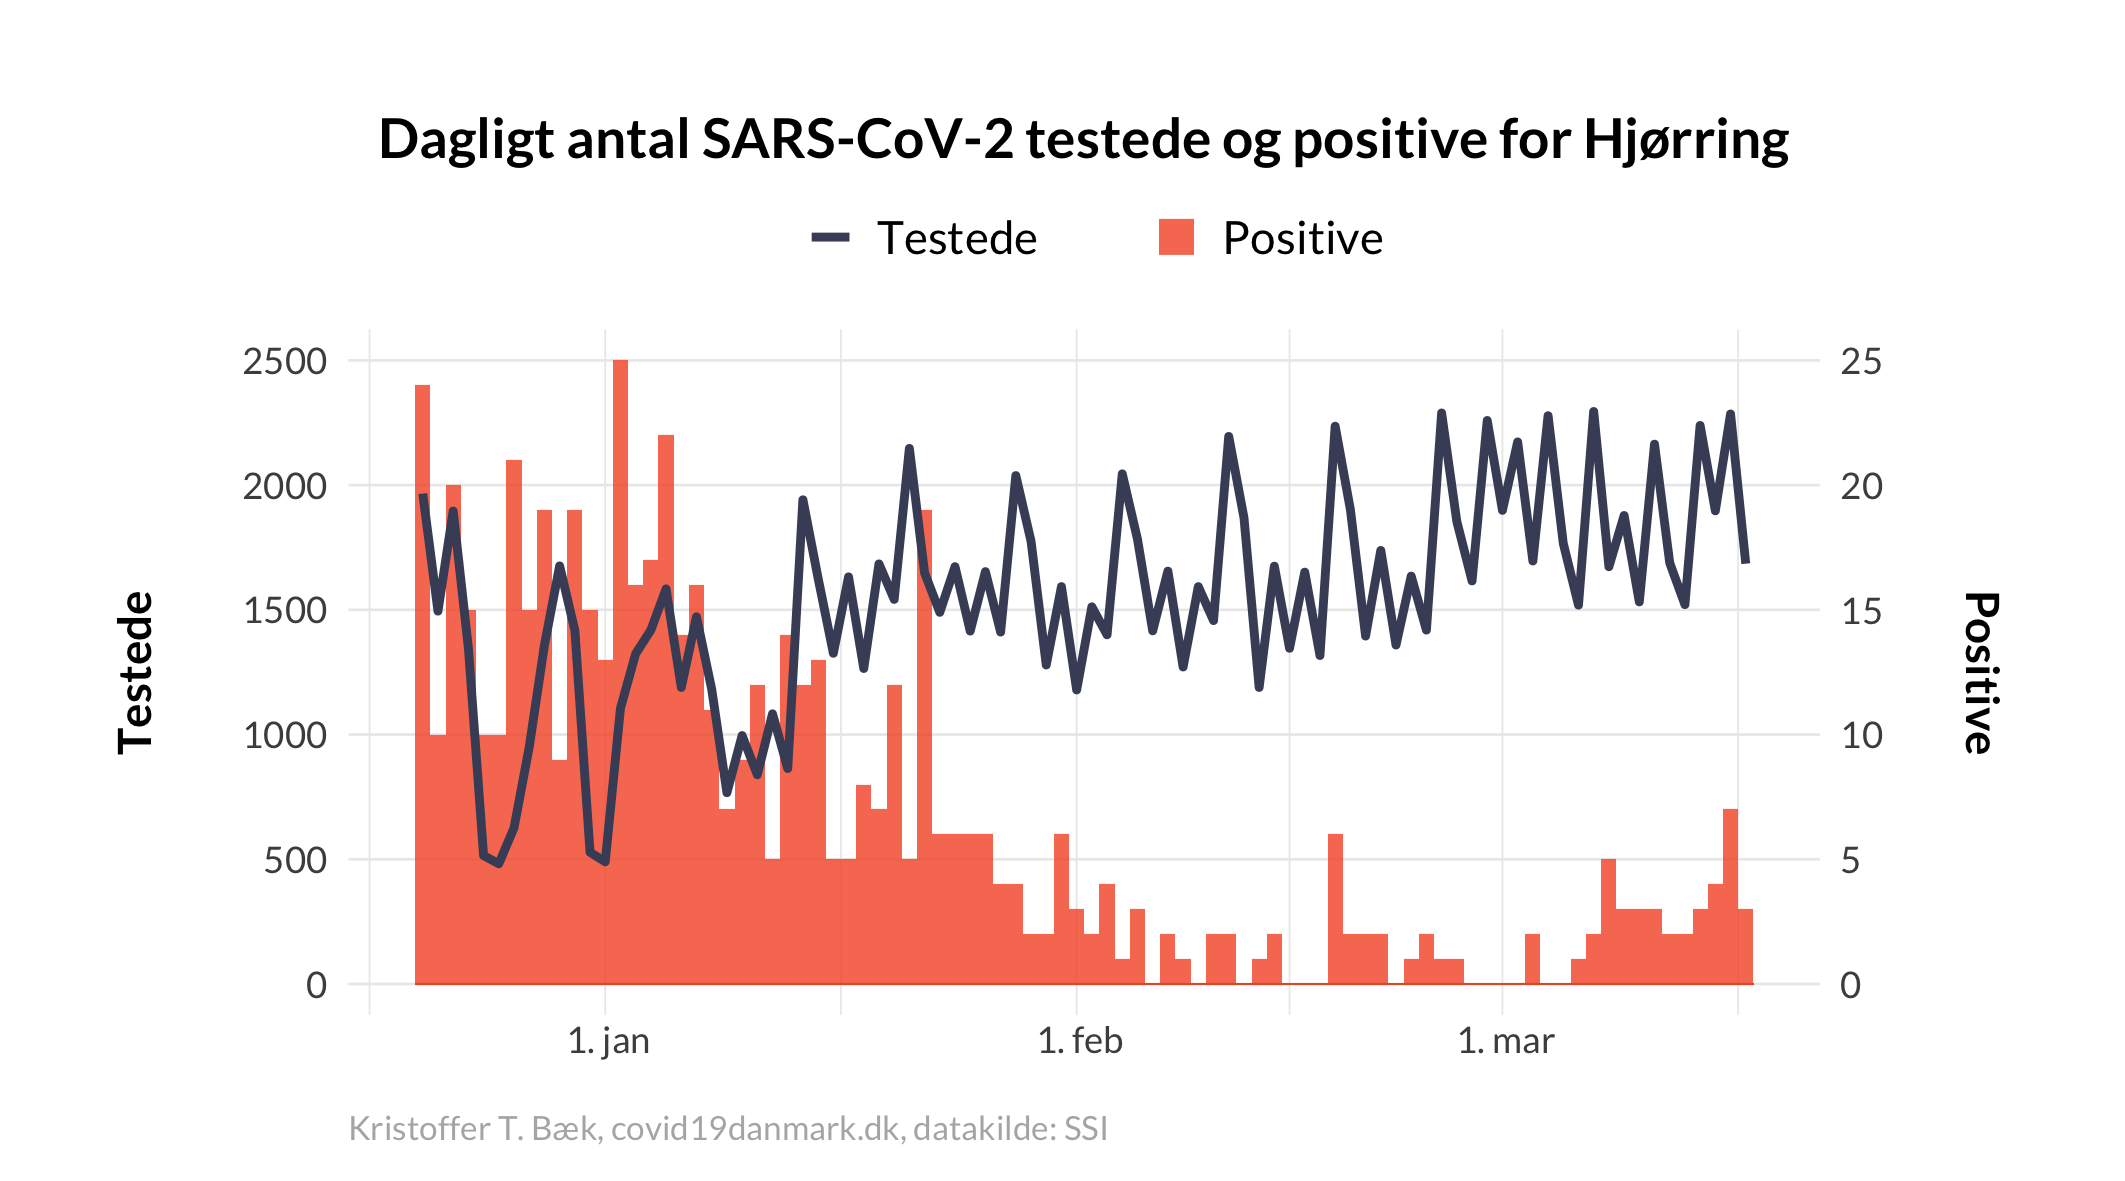 Dagligt antal SARS-CoV-2 testede og positive for Hjørring
Testede Positive
2500 25
2000 20
1500 15
1000 10
500 5
0 0
Testede
Positive
1. jan 1. feb 1. mar
Kristoffer T. Bæk, covid19danmark.dk, datakilde: SSI